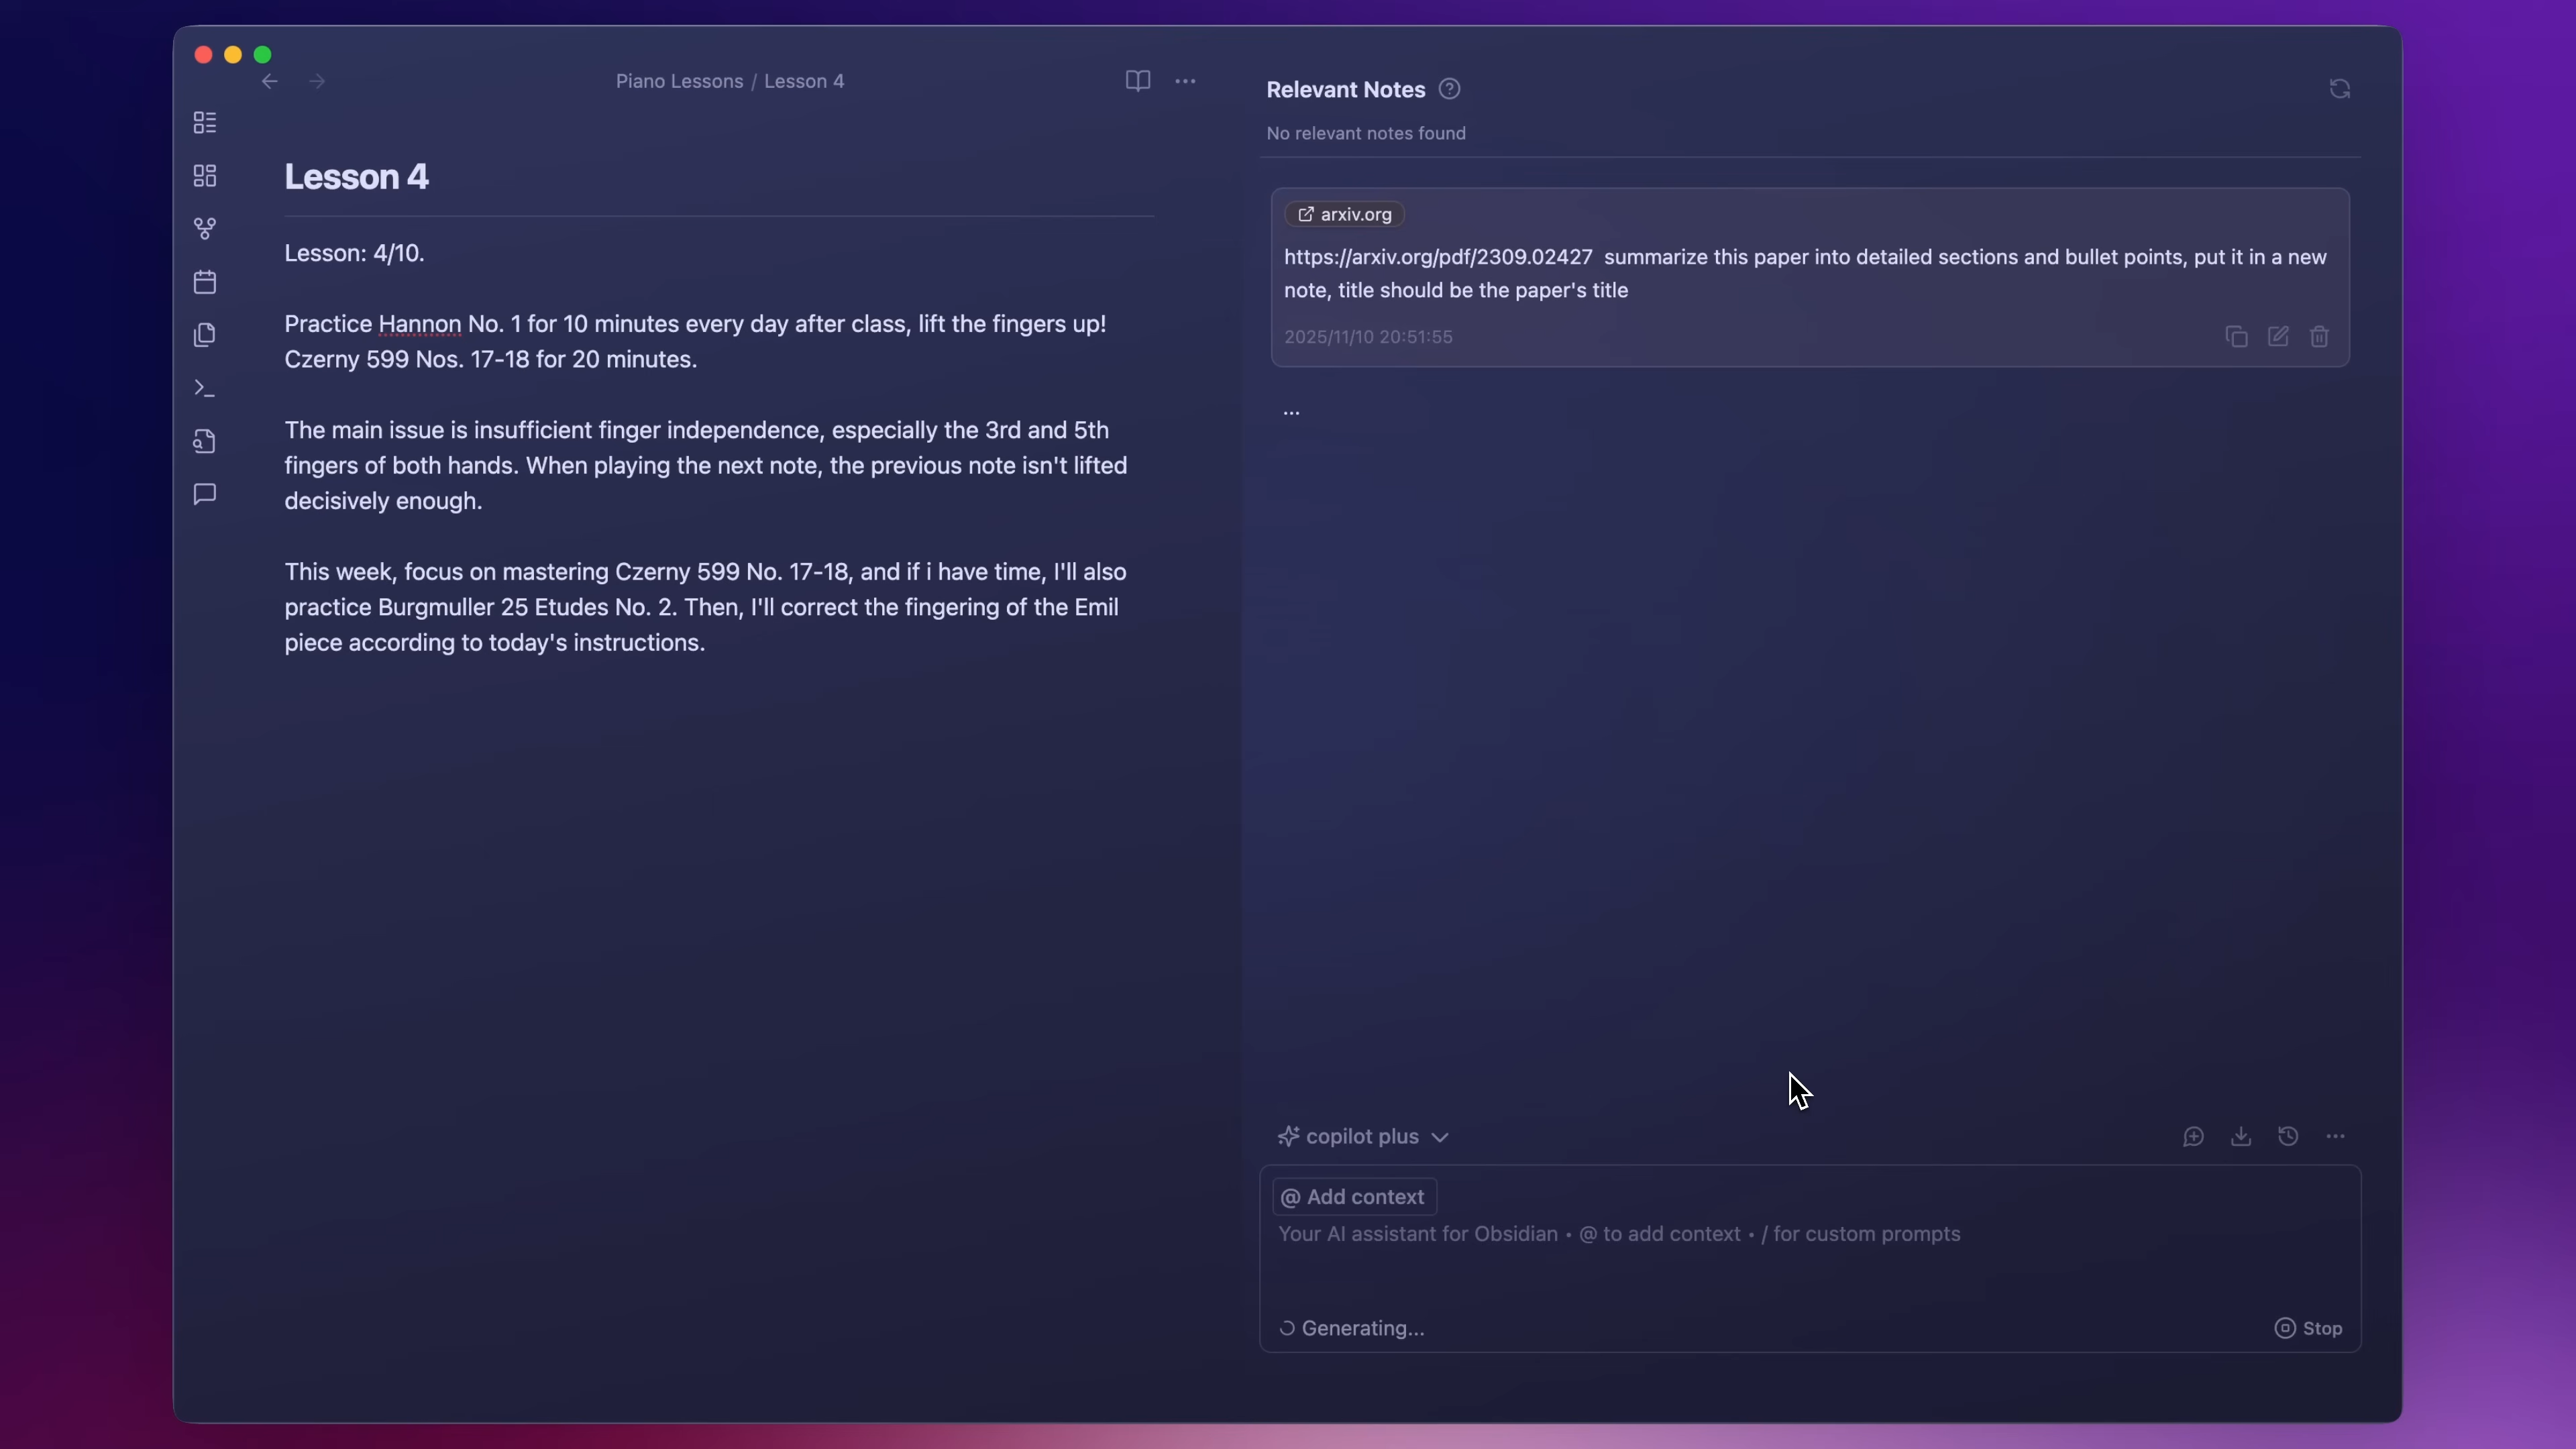 Piano Lessons / Lesson 4
Lesson 4
Lesson: 4/10.
Practice Hannon No. 1 for 10 minutes every day after class, lift the fingers up!
Czerny 599 Nos. 17-18 for 20 minutes.
The main issue is insufficient finger independence, especially the 3rd and 5th
fingers of both hands. When playing the next note, the previous note isn't lifted
decisively enough.
This week, focus on mastering Czerny 599 No. 17-18, and if i have time, I'll also
practice Burgmuller 25 Etudes No. 2. Then, I'll correct the fingering of the Emil
piece according to today's instructions.
Relevant Notes
No relevant notes found
arxiv.org
https://arxiv.org/pdf/2309.02427 summarize this paper into detailed sections and bullet points, put it in a new
note, title should be the paper's title
2025/11/10 20:51:55
...
copilot plus
@ Add context
Your AI assistant for Obsidian • @ to add context • / for custom prompts
Generating...
Stop